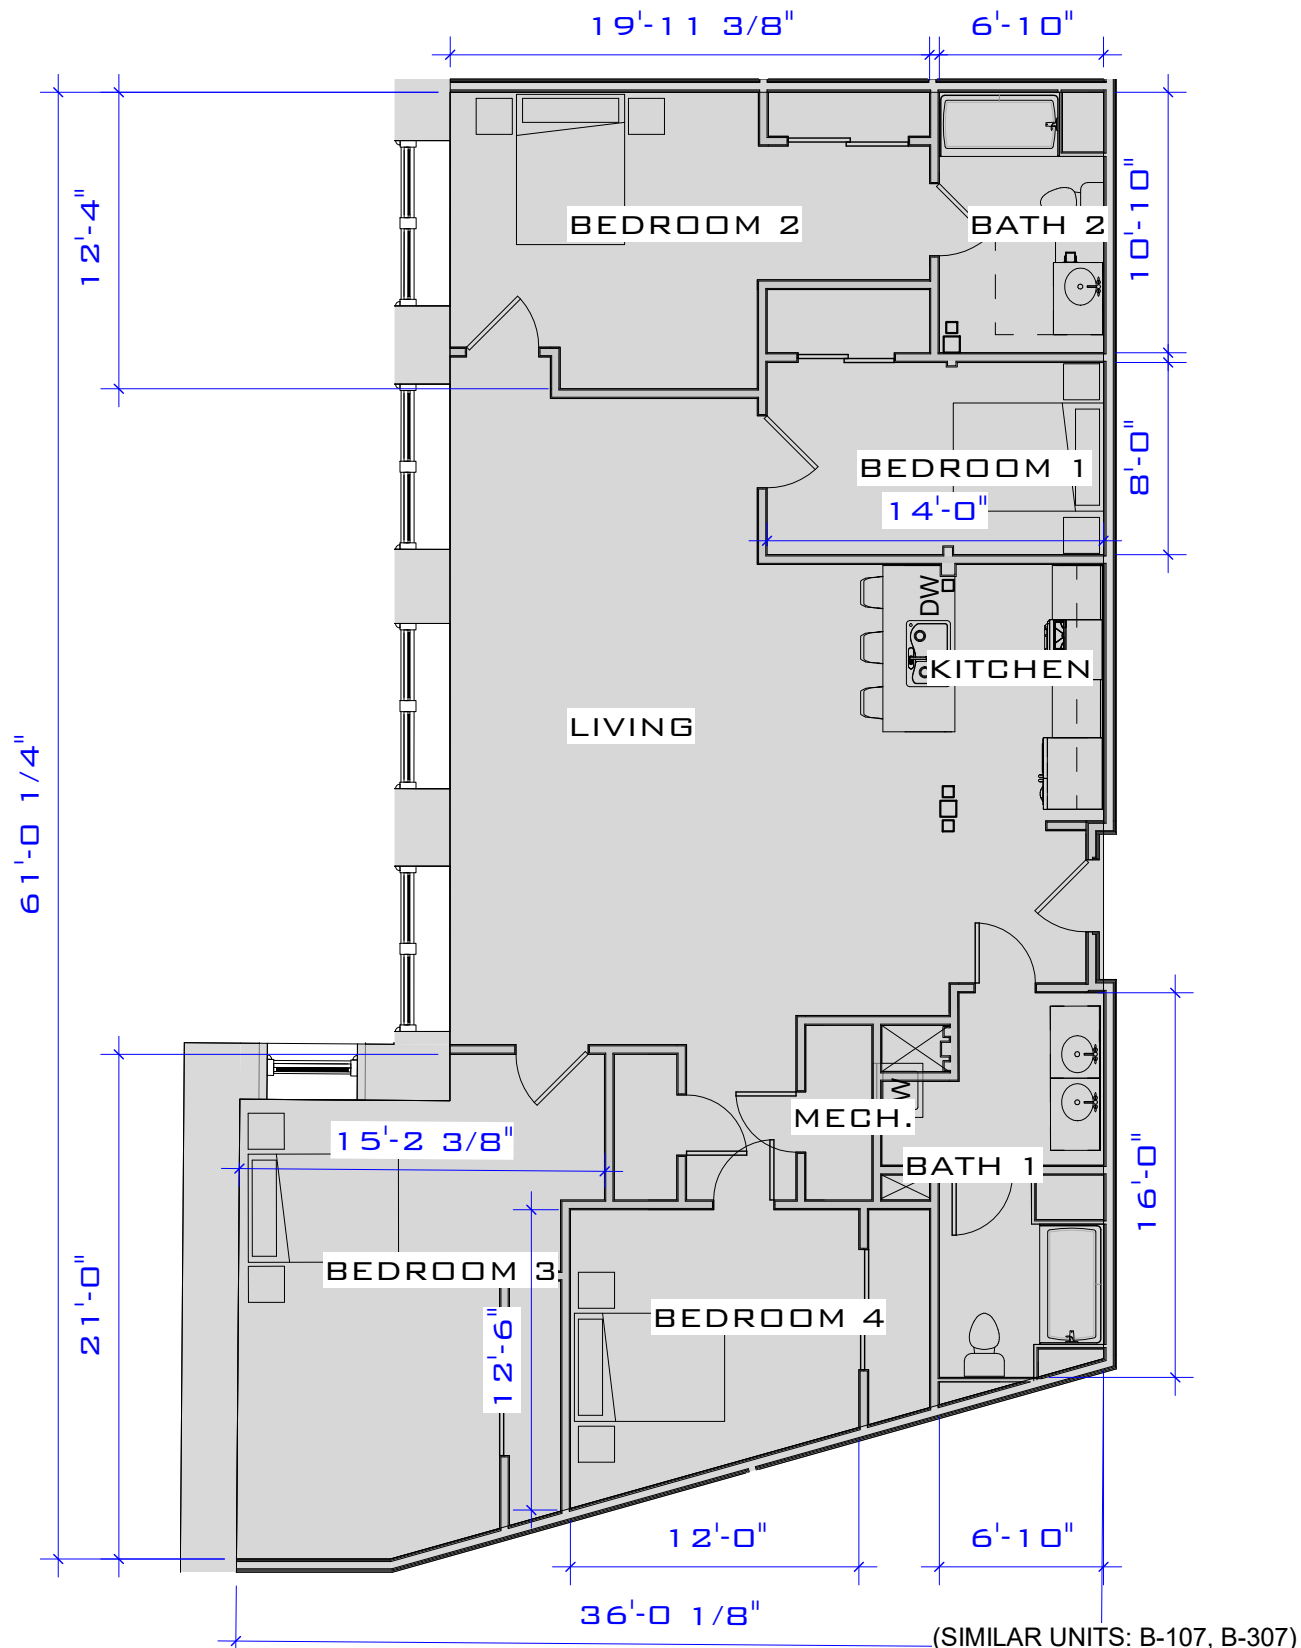 19'-11 3/8"
6'-10"
12'-4"
10'-10"
BEDROOM 2
BATH 2
BEDROOM 1
8'-0"
14'-0"
DW
KITCHEN
LIVING
61'-0 1/4"
MECH.
15'-2 3/8"
BATH 1
16'-0"
21'-0"
BEDROOM 3
BEDROOM 4
12'-6"
12'-0"
6'-10"
36'-0 1/8"
(SIMILAR UNITS: B-107, B-307)